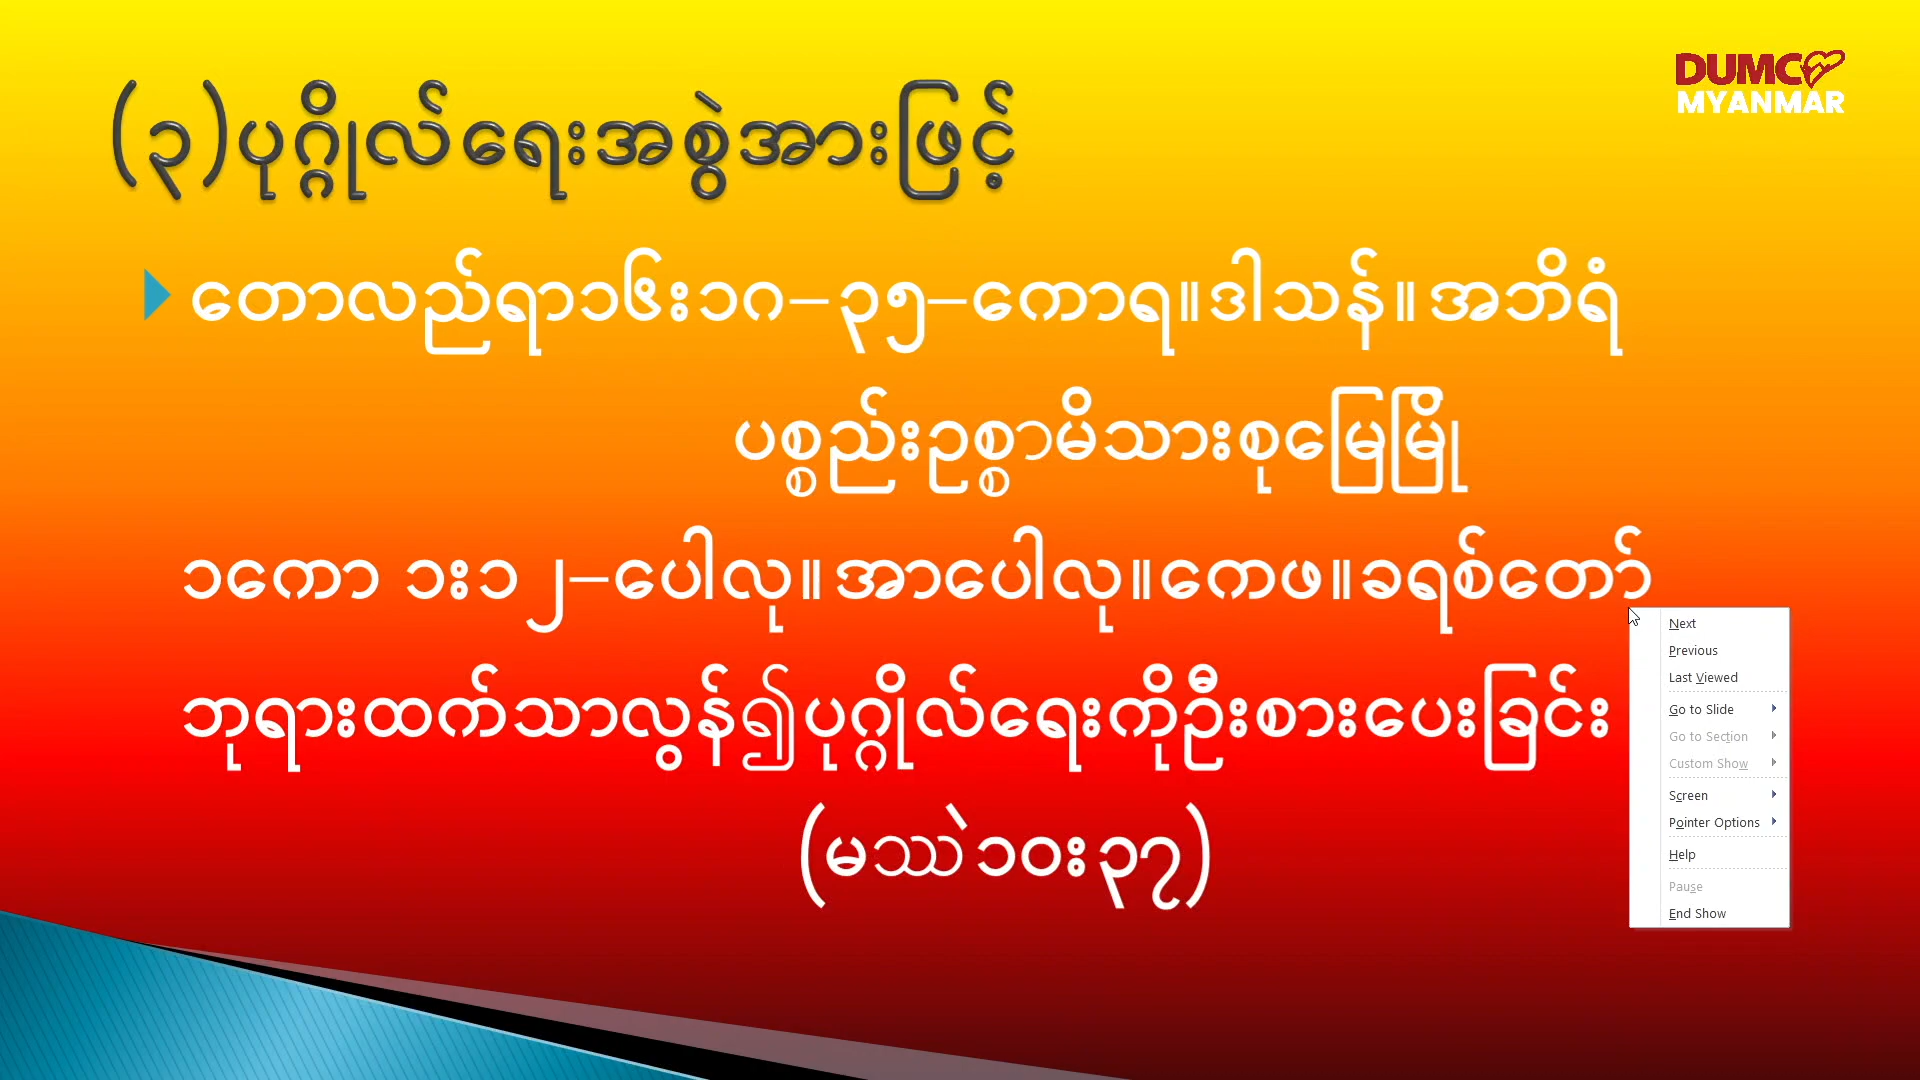 DUMC
MYANMAR
(၃)ပုဂ္ဂိုလ်ရေးအစွဲအားဖြင့်
တောလည်ရာ၁၆း၁ဂ–၃၅–ကောရ။ဒါသန်။အဘိရံ
ပစ္စည်းဥစ္စာမိသားစုမြေမြို
၁ကော ၁း၁၂–ပေါလု။အာပေါလု။ကေဖ။ခရစ်တော်
ဘုရားထက်သာလွန်၍ပုဂ္ဂိုလ်ရေးကိုဦးစားပေးခြင်း
(မဿဲ၁၀း၃၇)
Next
Previous
Last Viewed
Go to Slide
Go to Section
Custom Show
Screen
Pointer Options
Help
Pause
End Show